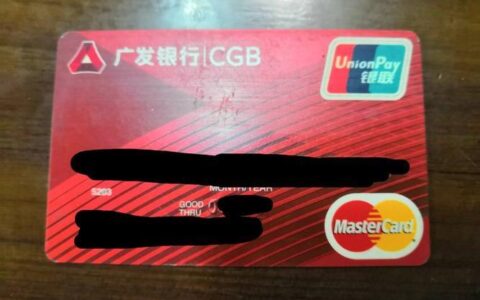 广发银行|CGB
UnionPay
银联
5203
MONTH/YEAR
GOOD
THRU
MasterCard